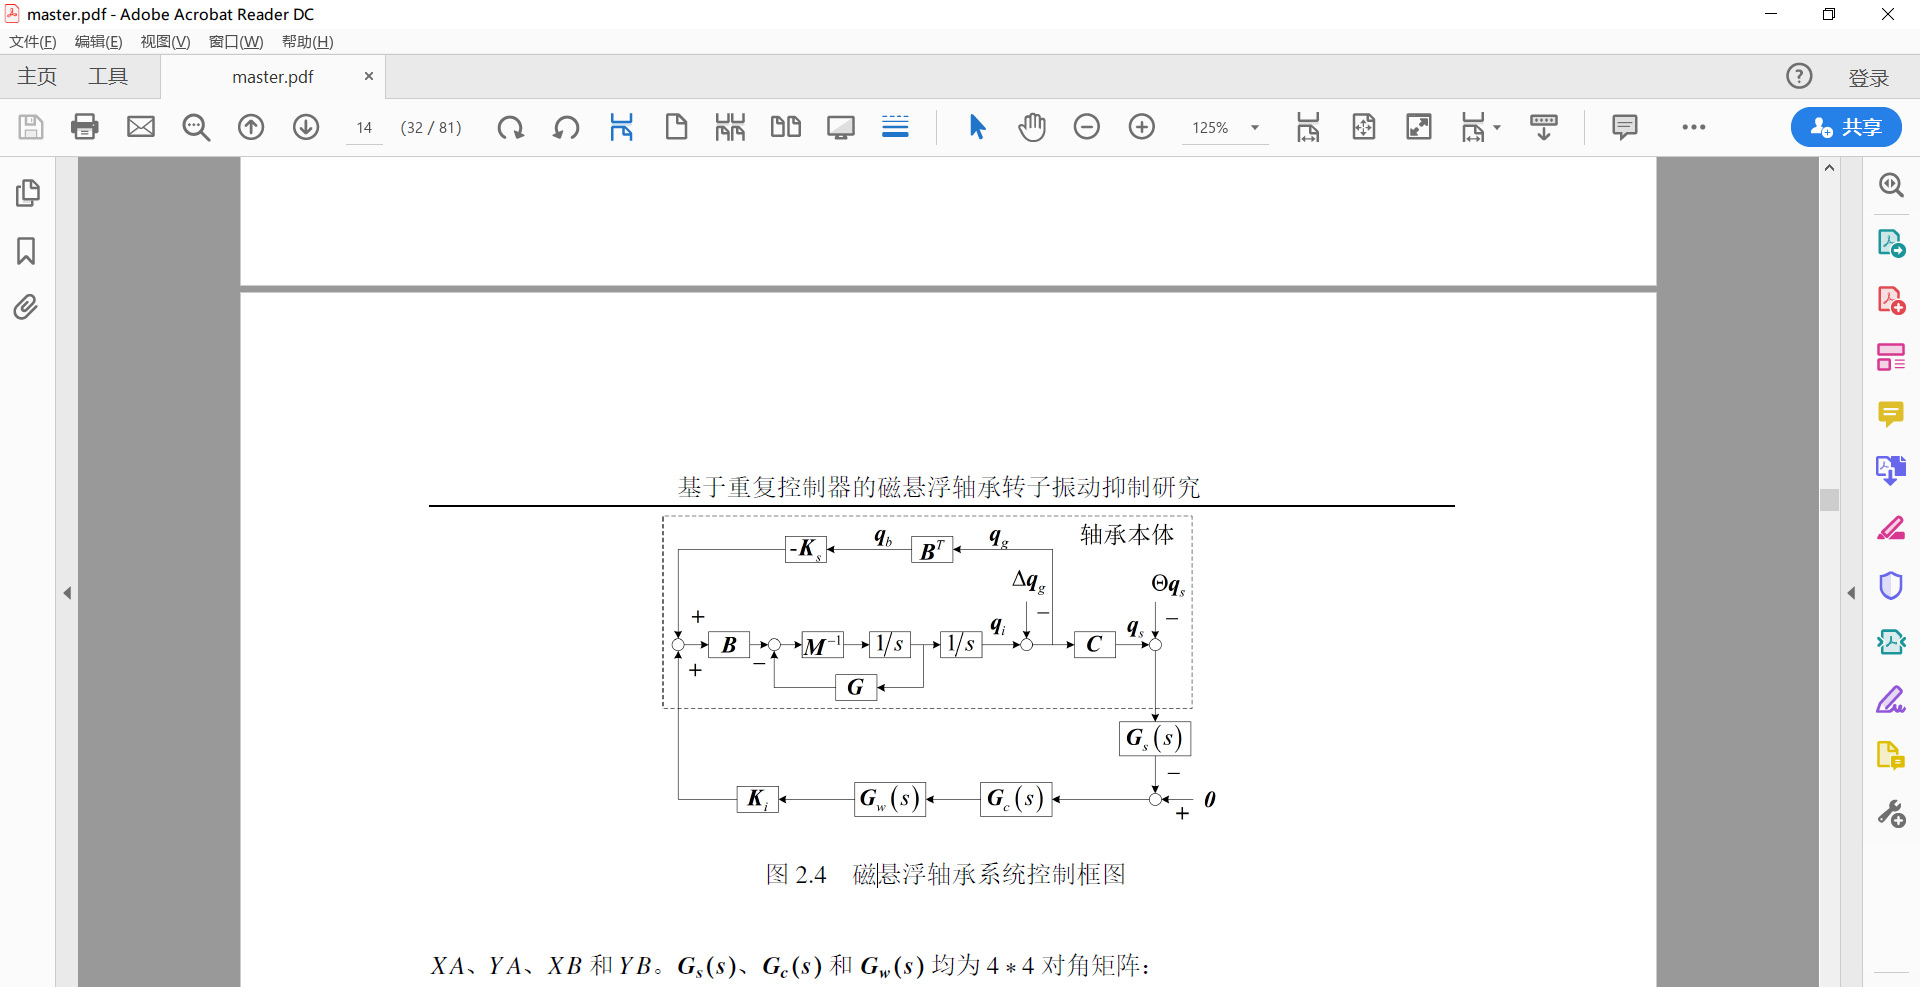 master.pdf - Adobe Acrobat Reader DC
文件(F) 编辑(E) 视图(V) 窗口(W) 帮助(H)
主页 工具 master.pdf × ? 登录
14 (32 / 81) 125% 共享
基于重复控制器的磁悬浮轴承转子振动抑制研究
轴承本体
-K_s q_b B^T q_g
Δq_g Θq_s
+ − −
B M^{-1} 1/s 1/s q_i C q_s
+ −
G
G_s(s)
−
K_i G_w(s) G_c(s) 0
+
图 2.4 磁悬浮轴承系统控制框图
XA、YA、XB 和 YB。G_s(s)、G_c(s) 和 G_w(s) 均为 4 * 4 对角矩阵：